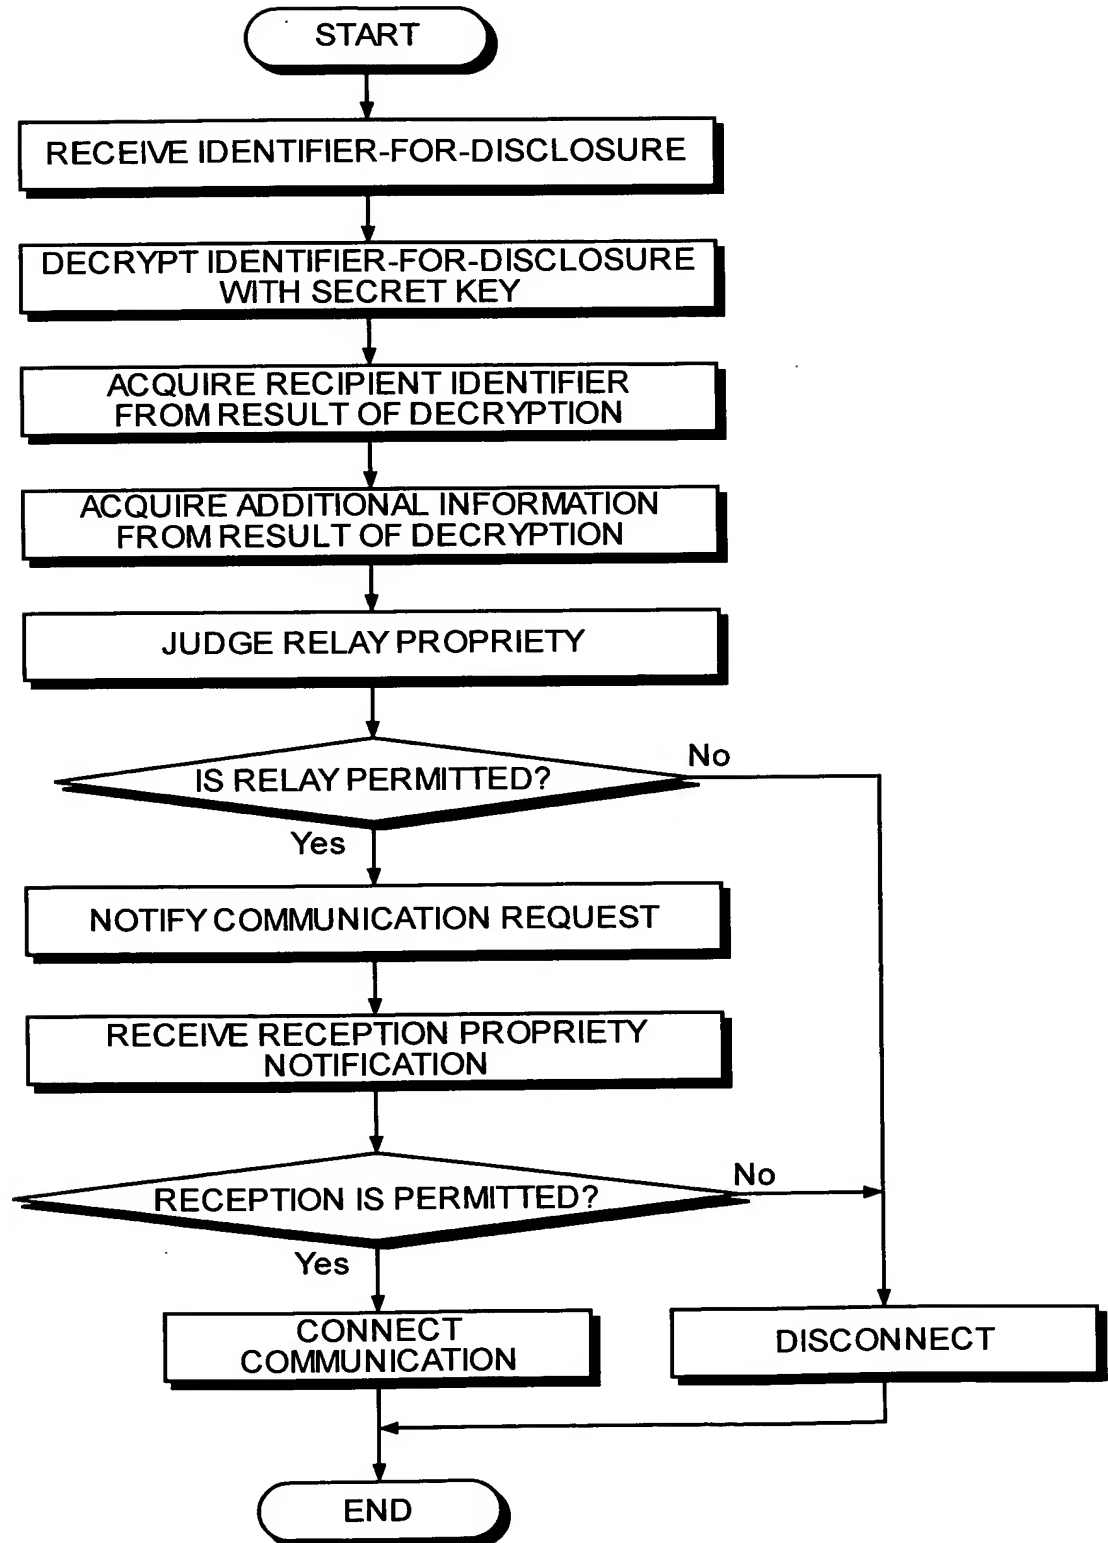 START
RECEIVE IDENTIFIER-FOR-DISCLOSURE
DECRYPT IDENTIFIER-FOR-DISCLOSURE
WITH SECRET KEY
ACQUIRE RECIPIENT IDENTIFIER
FROM RESULT OF DECRYPTION
ACQUIRE ADDITIONAL INFORMATION
FROM RESULT OF DECRYPTION
JUDGE RELAY PROPRIETY
IS RELAY PERMITTED?
No
Yes
NOTIFY COMMUNICATION REQUEST
RECEIVE RECEPTION PROPRIETY
NOTIFICATION
RECEPTION IS PERMITTED?
No
Yes
CONNECT
COMMUNICATION
DISCONNECT
END